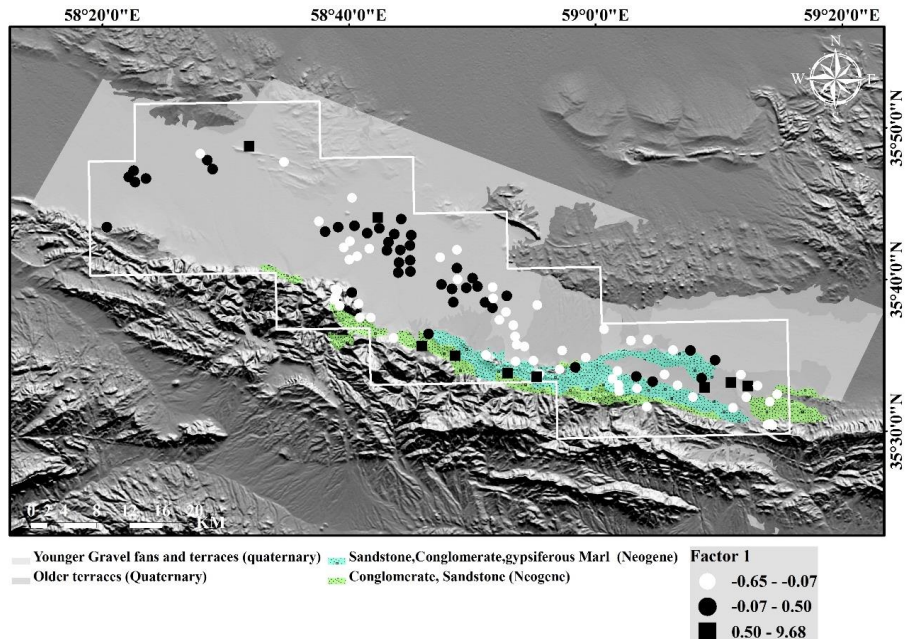 58°20'0"E 58°40'0"E 59°0'0"E 59°20'0"E
N
W E
S
35°50'0"N
35°40'0"N
35°30'0"N
0 2 4 8 12 16 20
KM
Younger Gravel fans and terraces (quaternary)
Older terraces (Quaternary)
Sandstone,Conglomerate,gypsiferous Marl (Neogene)
Conglomerate, Sandstone (Neogene)
Factor 1
-0.65 - -0.07
-0.07 - 0.50
0.50 - 9.68